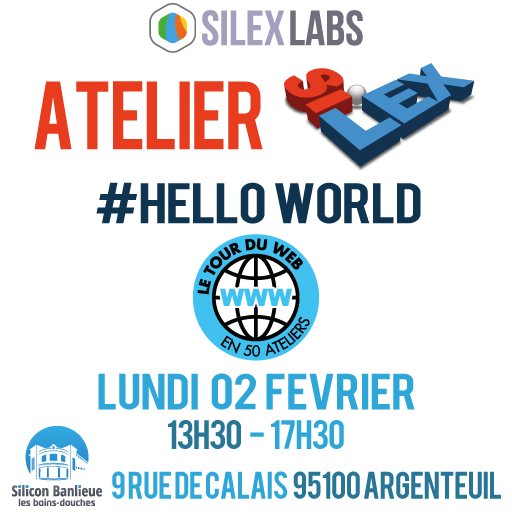 SILEX LABS
ATELIER SILEX
#HELLO WORLD
LE TOUR DU WEB
WWW
EN 50 ATELIERS
LUNDI 02 FEVRIER
13H30 - 17H30
Silicon Banlieue
les bains-douches
9 RUE DE CALAIS 95100 ARGENTEUIL